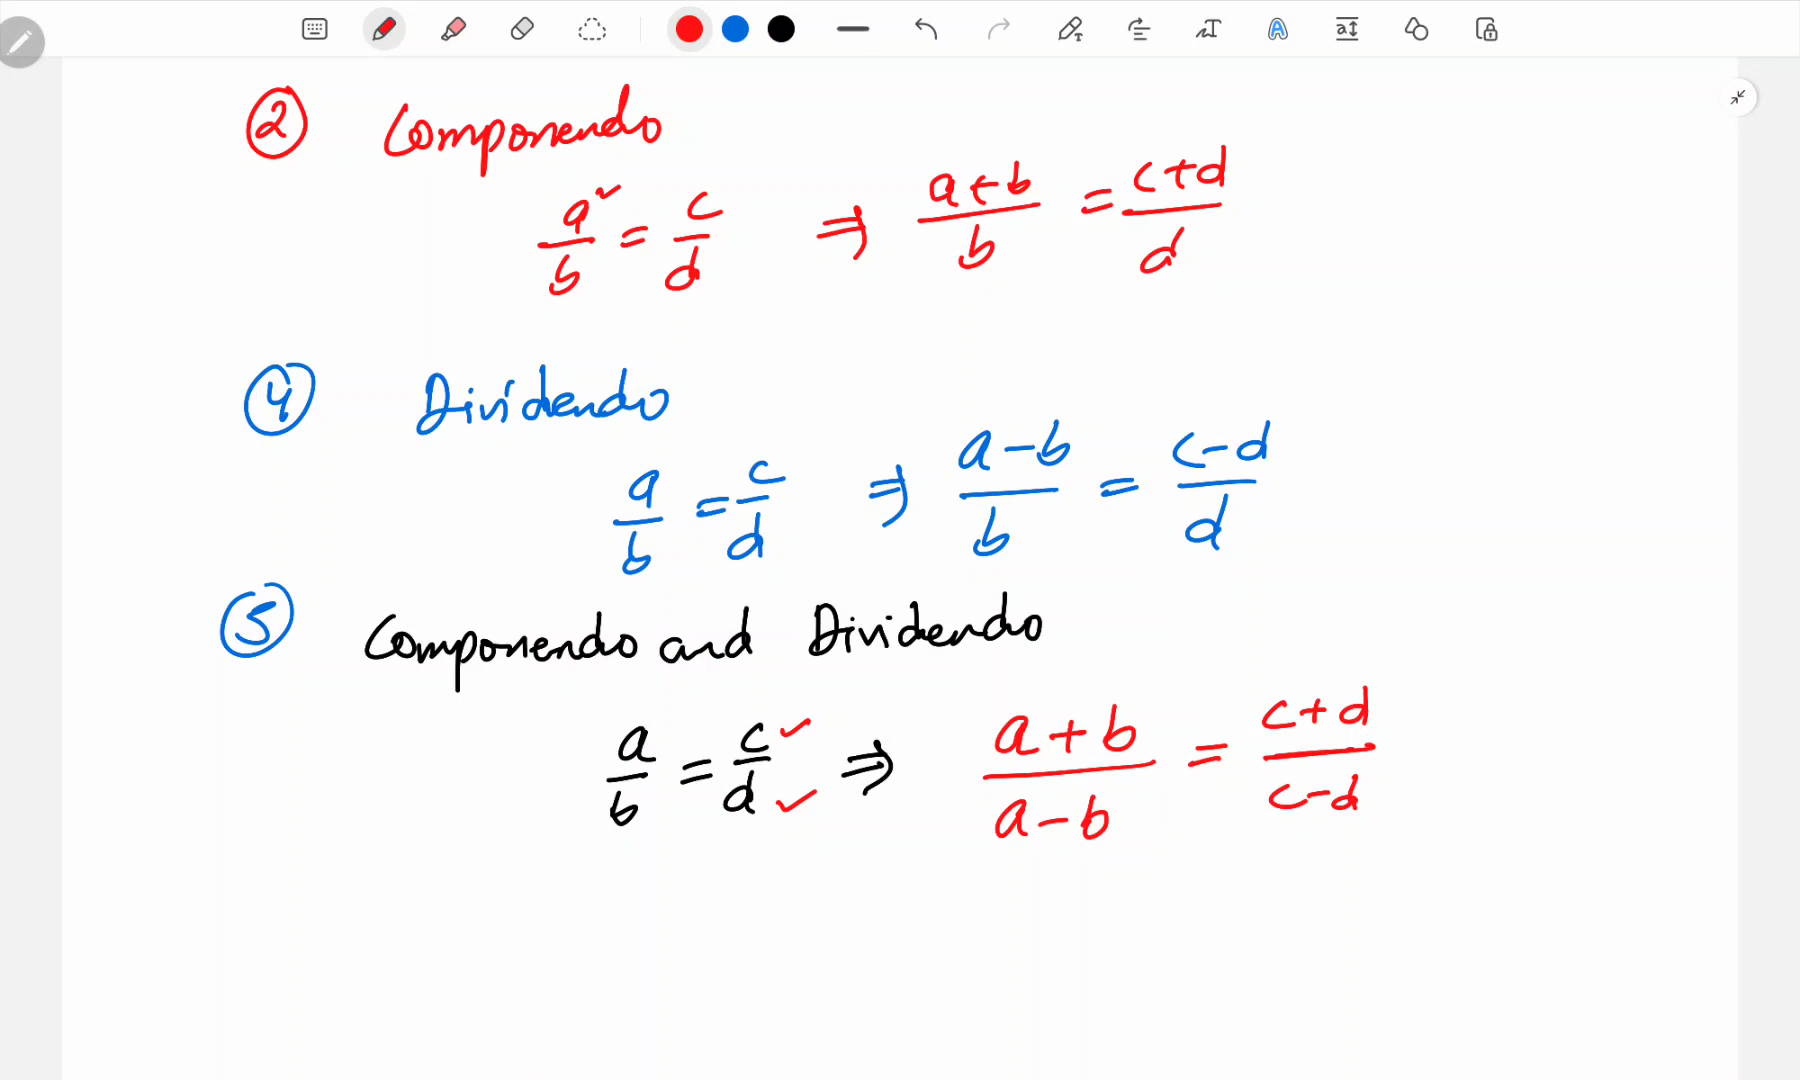 ② Componendo
a/b = c/d ⇒ (a+b)/b = (c+d)/d
④ Dividendo
a/b = c/d ⇒ (a-b)/b = (c-d)/d
⑤ Componendo and Dividendo
a/b = c/d ⇒ (a+b)/(a-b) = (c+d)/(c-d)